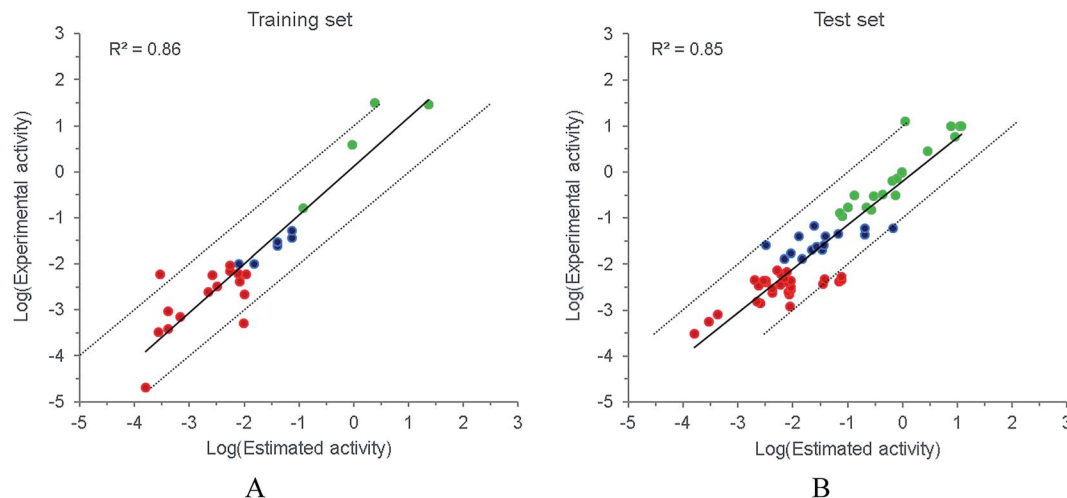 Training set
R² = 0.86
Log(Experimental activity)
3
2
1
0
-1
-2
-3
-4
-5
-5 -4 -3 -2 -1 0 1 2 3
Log(Estimated activity)
A
Test set
R² = 0.85
Log(Experimental activity)
3
2
1
0
-1
-2
-3
-4
-5
-5 -4 -3 -2 -1 0 1 2 3
Log(Estimated activity)
B